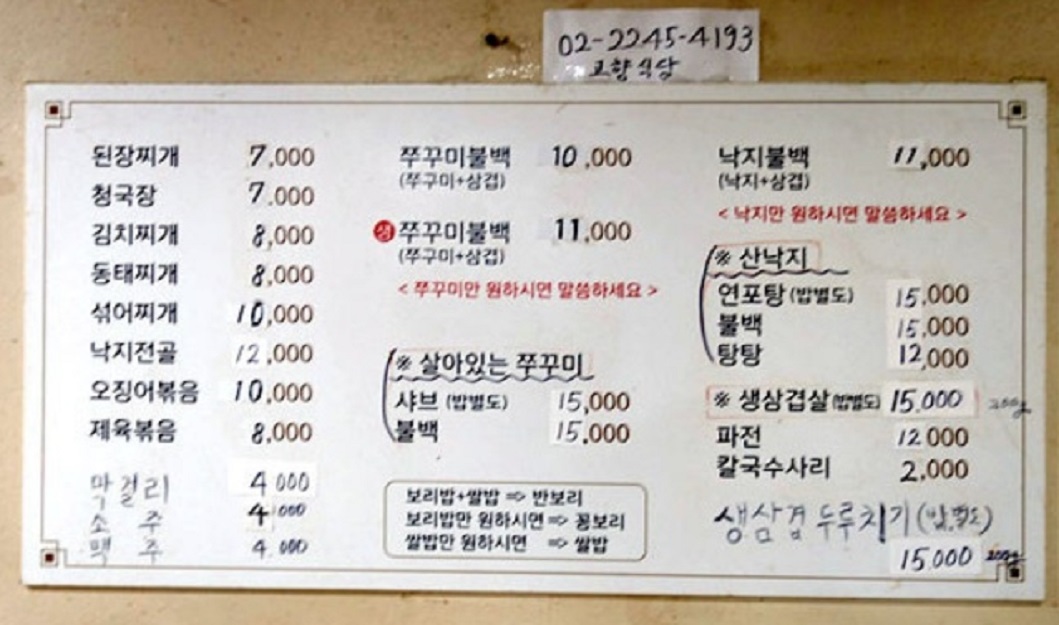 02-2245-4193
고향식당
된장찌개 7,000
청국장 7.000
김치찌개 8,000
동태찌개 8,000
섞어찌개 10,000
낙지전골 12,000
오징어볶음 10,000
제육볶음 8,000
막걸리 4000
소주 4,000
맥주 4,000
쭈꾸미불백 10,000
(쭈구미+삼겹)
생 쭈꾸미불백 11,000
(쭈구미+삼겹)
< 쭈꾸미만 원하시면 말씀하세요 >
※ 살아있는 쭈꾸미
샤브 (밥별도) 15,000
불백 15,000
보리밥+쌀밥 => 반보리
보리밥만 원하시면 => 꽁보리
쌀밥만 원하시면 => 쌀밥
낙지불백 11,000
(낙지+삼겹)
< 낙지만 원하시면 말씀하세요 >
※ 산낙지
연포탕 (밥별도) 15,000
불백 15,000
탕탕 12,000
※ 생삼겹살 (밥별도) 15.000 200g
파전 12000
칼국수사리 2,000
생삼겹두루치기 (밥별도)
15.000 200g